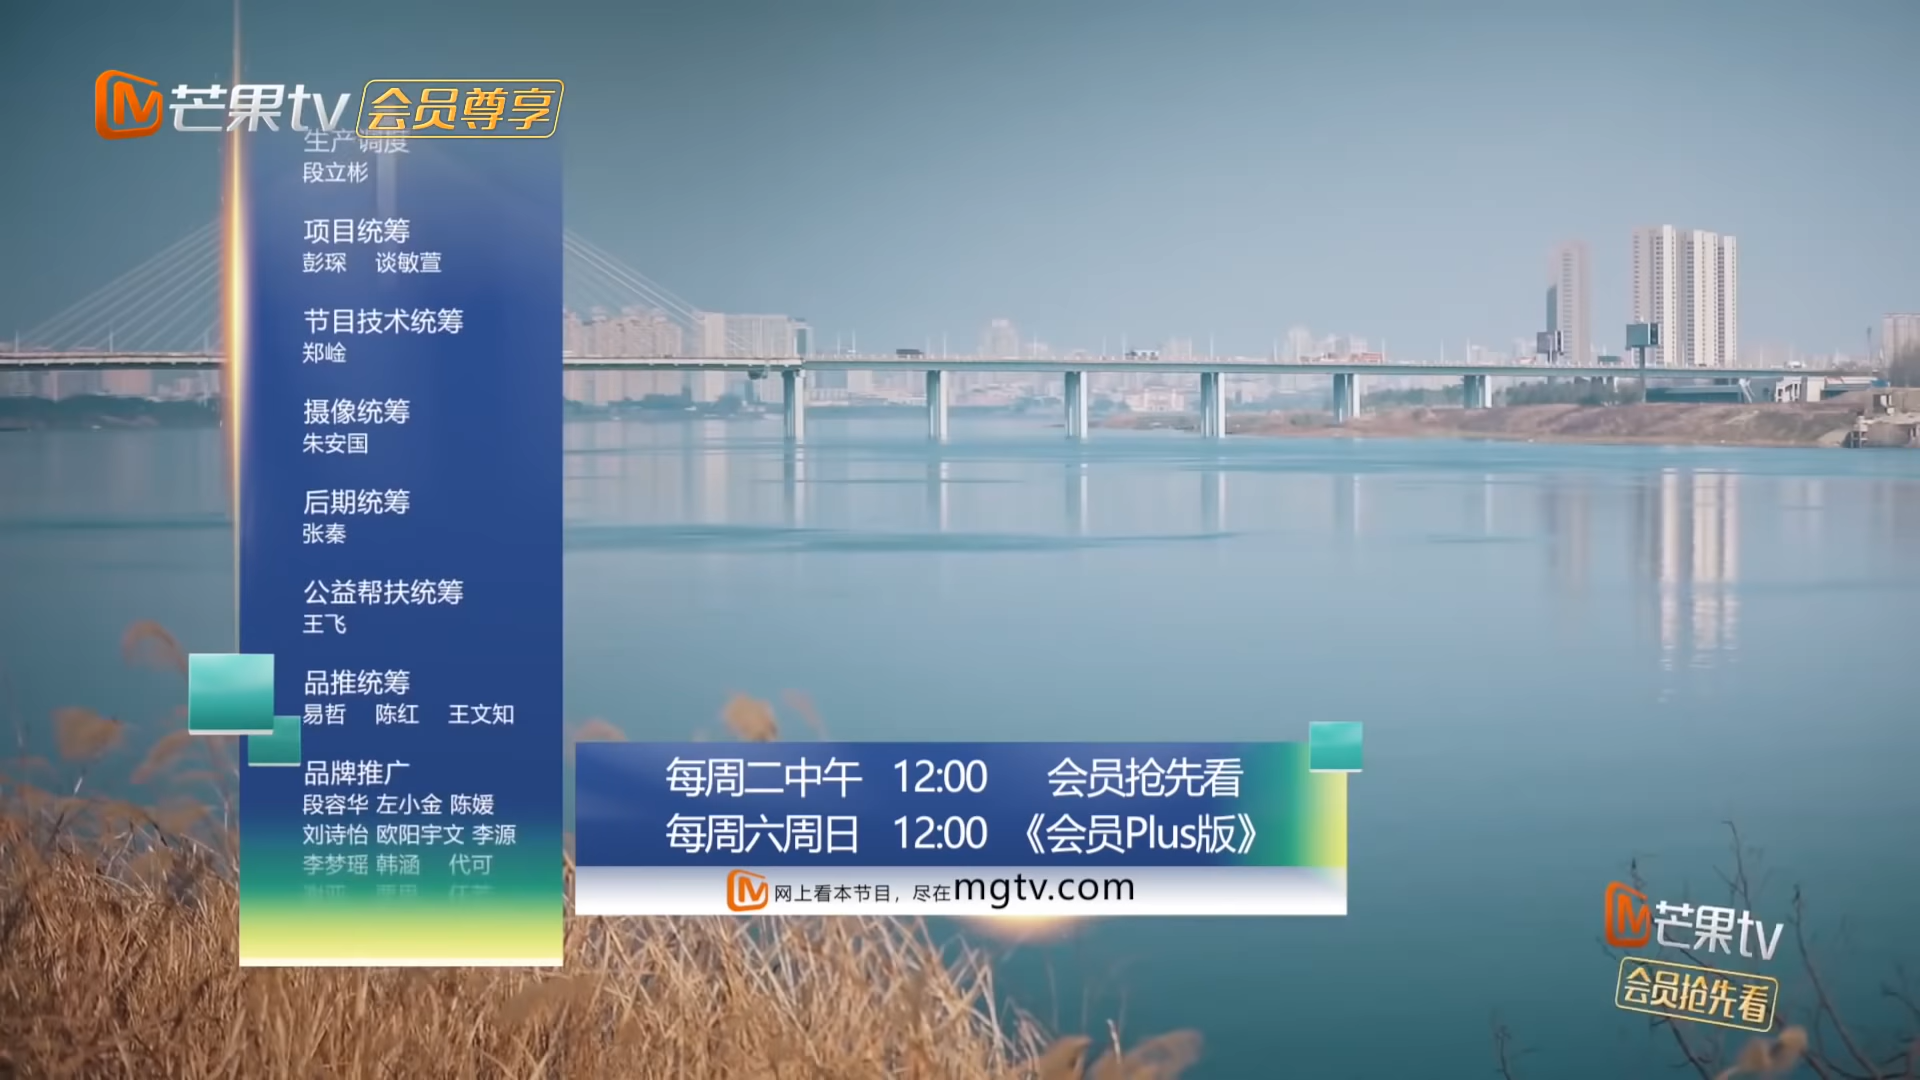 芒果tv 会员尊享
生产调度
段立彬
项目统筹
彭琛 谈敏萱
节目技术统筹
郑崯
摄像统筹
朱安国
后期统筹
张秦
公益帮扶统筹
王飞
品推统筹
易哲 陈红 王文知
品牌推广
段容华 左小金 陈媛
刘诗怡 欧阳宇文 李源
李梦瑶 韩涵 代可
每周二中午 12:00 会员抢先看
每周六周日 12:00 《会员Plus版》
网上看本节目，尽在mgtv.com
芒果tv
会员抢先看